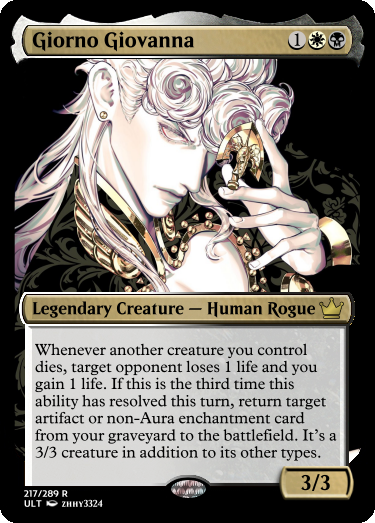 Giorno Giovanna 1
Legendary Creature — Human Rogue
Whenever another creature you control
dies, target opponent loses 1 life and you
gain 1 life. If this is the third time this
ability has resolved this turn, return target
artifact or non-Aura enchantment card
from your graveyard to the battlefield. It's a
3/3 creature in addition to its other types.
3/3
217/289 R
ULT ZHHY3324